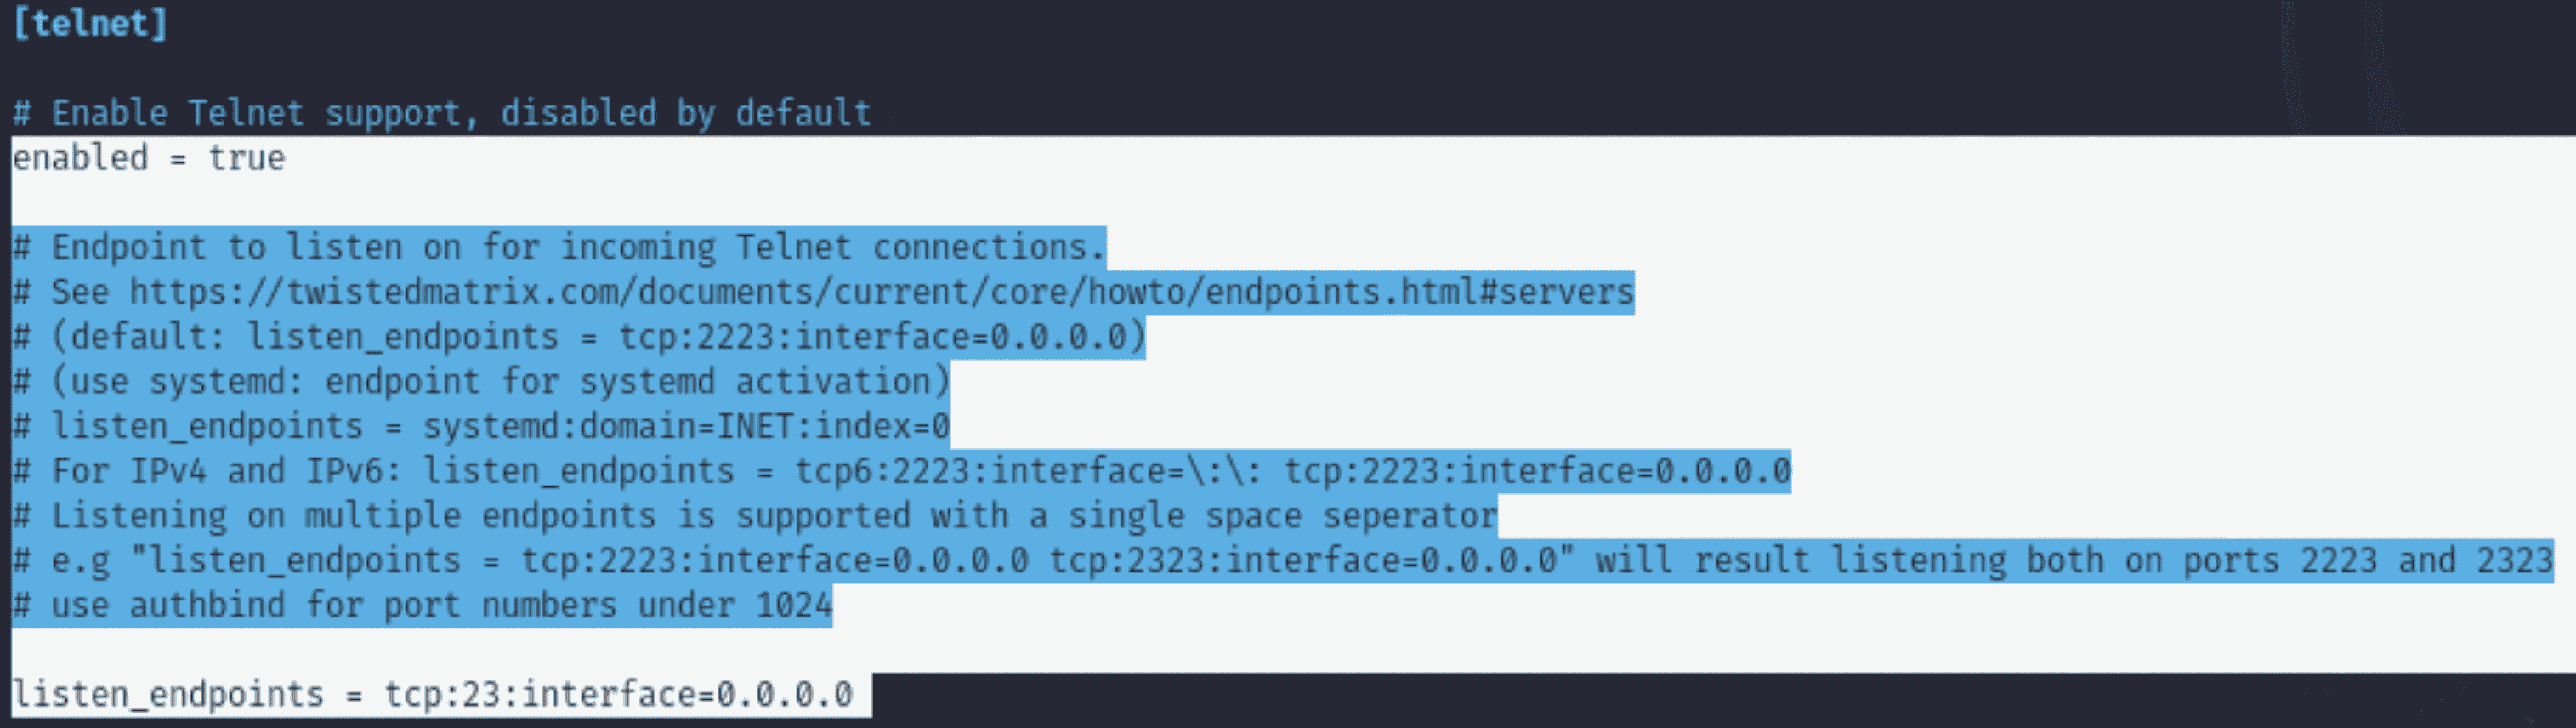 [telnet]
# Enable Telnet support, disabled by default
enabled = true
# Endpoint to listen on for incoming Telnet connections.
# See https://twistedmatrix.com/documents/current/core/howto/endpoints.html#servers
# (default: listen_endpoints = tcp:2223:interface=0.0.0.0)
# (use systemd: endpoint for systemd activation)
# listen_endpoints = systemd:domain=INET:index=0
# For IPv4 and IPv6: listen_endpoints = tcp6:2223:interface=\:\: tcp:2223:interface=0.0.0.0
# Listening on multiple endpoints is supported with a single space seperator
# e.g "listen_endpoints = tcp:2223:interface=0.0.0.0 tcp:2323:interface=0.0.0.0" will result listening both on ports 2223 and 2323
# use authbind for port numbers under 1024
listen_endpoints = tcp:23:interface=0.0.0.0